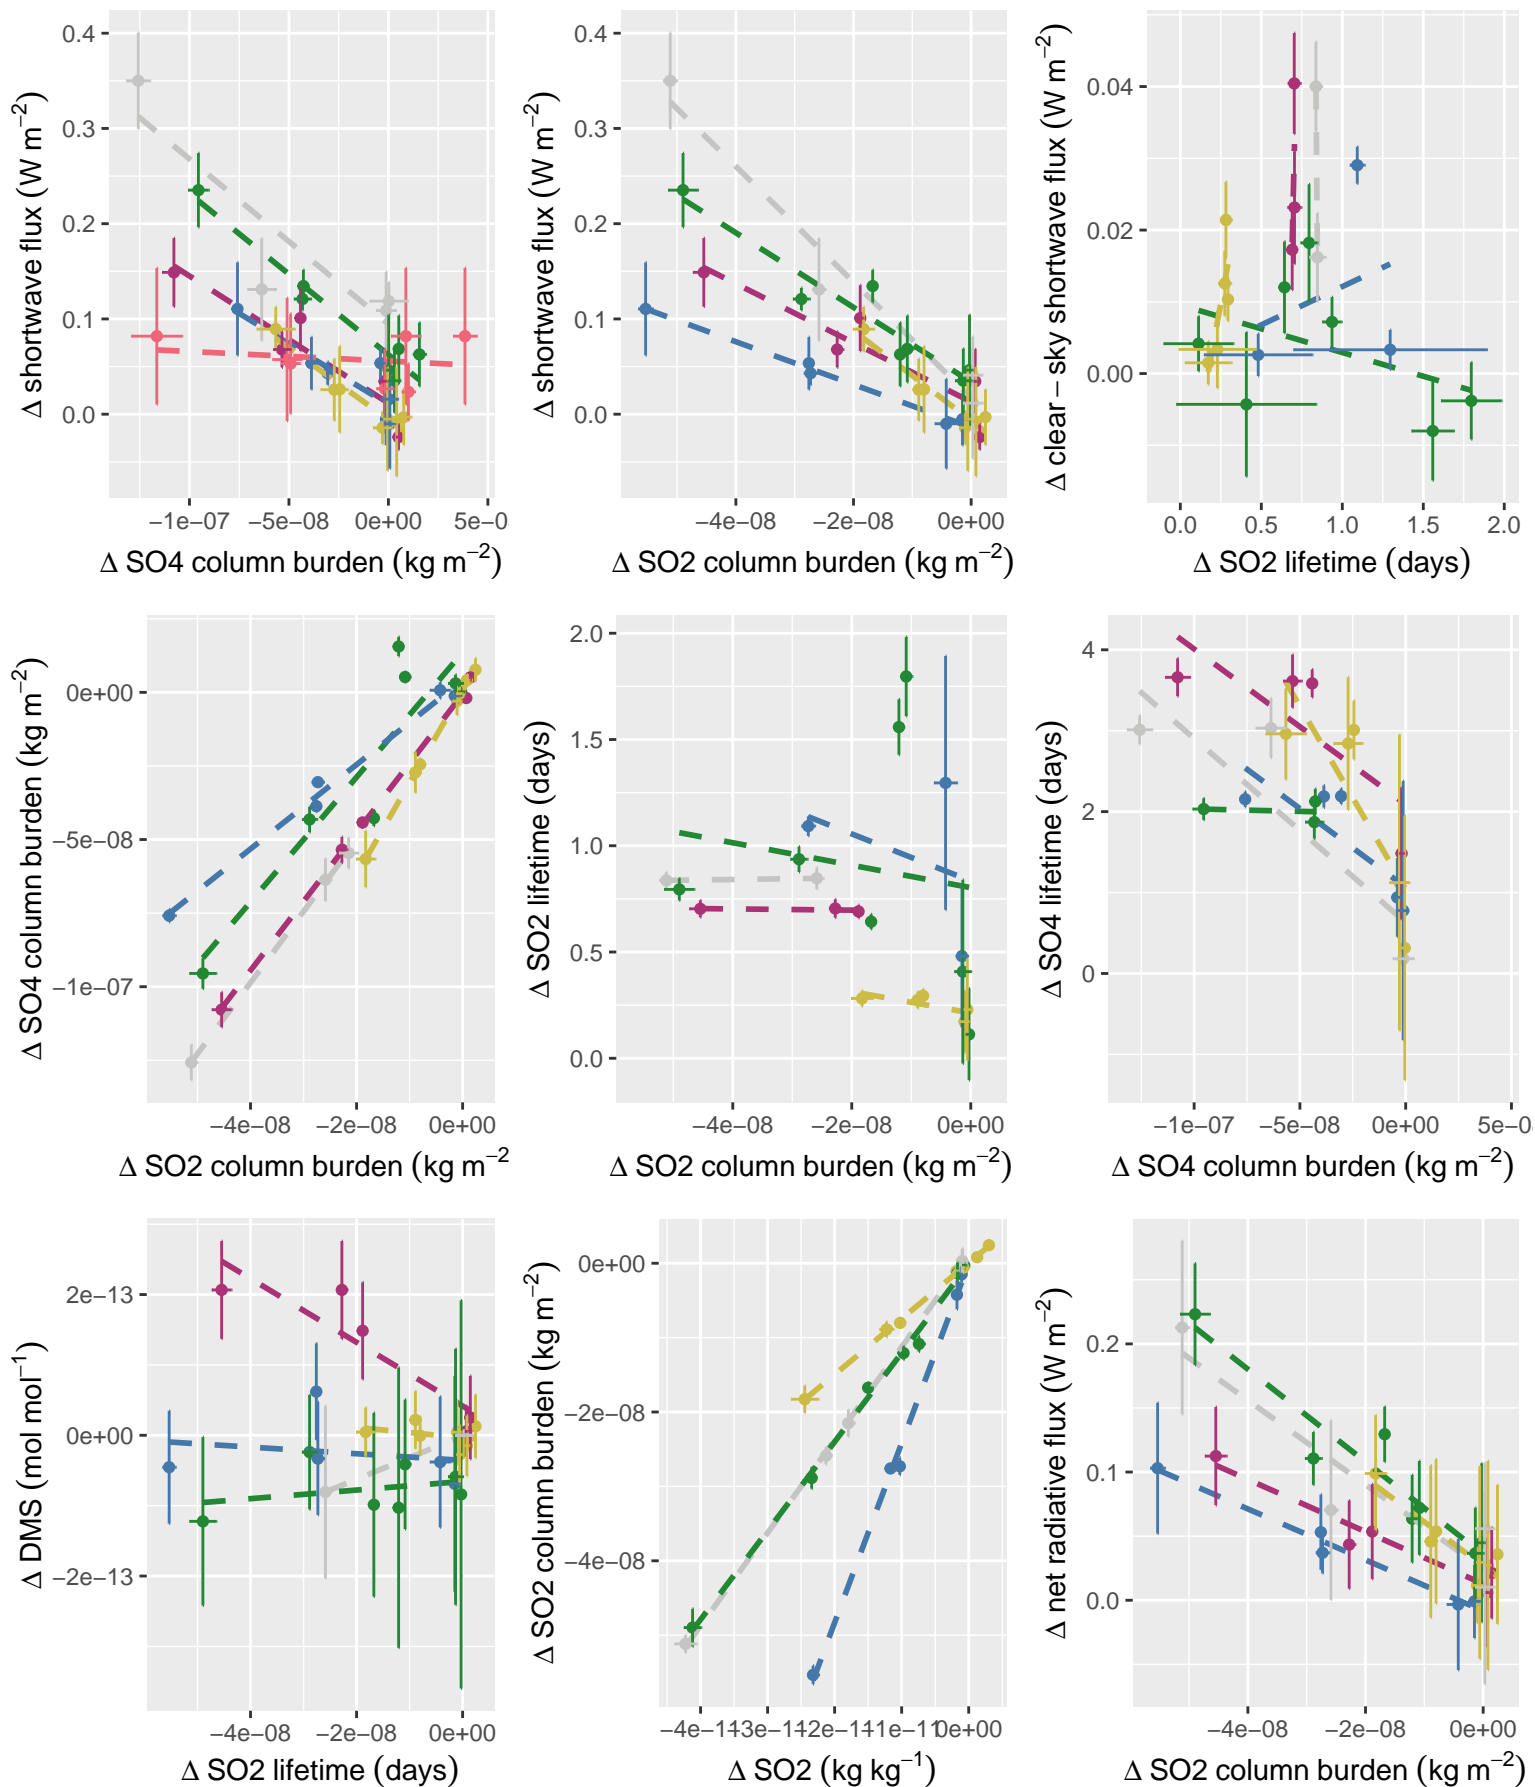 0.4
0.3
0.2
0.1
0.0
−1e−07 −5e−08 0e+00 5e−0
Δ SO4 column burden (kg m−2)
Δ shortwave flux (W m−2)
0.4
0.3
0.2
0.1
0.0
−4e−08 −2e−08 0e+00
Δ SO2 column burden (kg m−2)
Δ shortwave flux (W m−2)
0.04
0.02
0.00
0.0 0.5 1.0 1.5 2.0
Δ SO2 lifetime (days)
Δ clear − sky shortwave flux (W m−2)
0e+00
−5e−08
−1e−07
−4e−08 −2e−08 0e+00
Δ SO2 column burden (kg m−2
Δ SO4 column burden (kg m−2)
2.0
1.5
1.0
0.5
0.0
−4e−08 −2e−08 0e+00
Δ SO2 column burden (kg m−2)
Δ SO2 lifetime (days)
4
2
0
−1e−07 −5e−08 0e+00 5e−0
Δ SO4 column burden (kg m−2)
Δ SO4 lifetime (days)
2e−13
0e+00
−2e−13
−4e−08 −2e−08 0e+00
Δ SO2 lifetime (days)
Δ DMS (mol mol−1)
0e+00
−2e−08
−4e−08
−4e−11 −3e−11 −2e−11 −1e−11 0e+00
Δ SO2 (kg kg−1)
Δ SO2 column burden (kg m−2)
0.2
0.1
0.0
−4e−08 −2e−08 0e+00
Δ SO2 column burden (kg m−2)
Δ net radiative flux (W m−2)